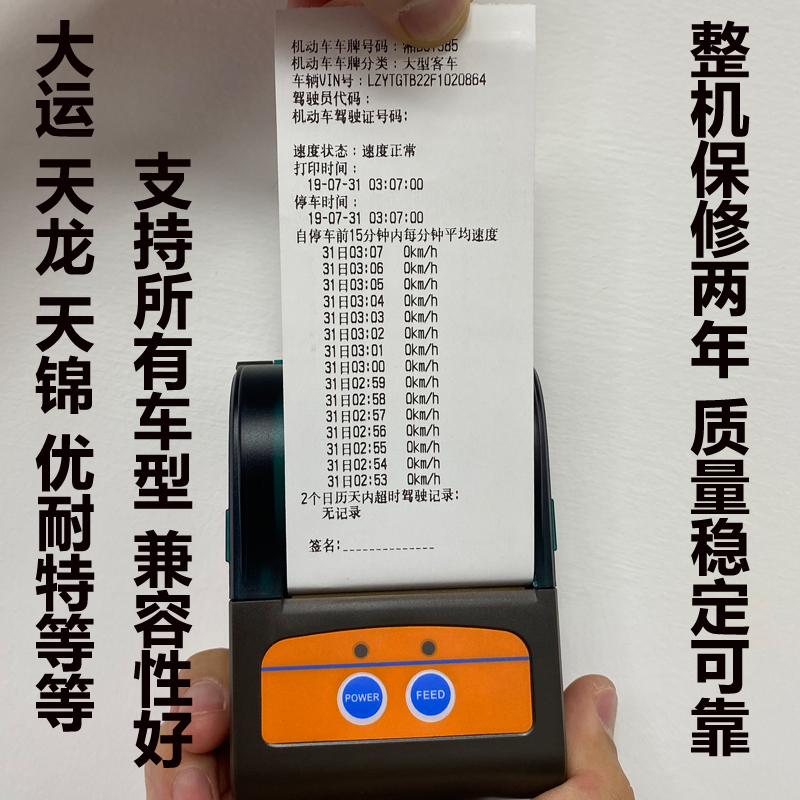 大运 天龙 天锦 优耐特等等
支持所有车型 兼容性好
机动车车牌号码：
机动车车牌分类：大型客车
车辆VIN号：LZYTGTB22F1020864
驾驶员代码：
机动车驾驶证号码：
速度状态：速度正常
打印时间：
19-07-31 03:07:00
停车时间：
19-07-31 03:07:00
自停车前15分钟内每分钟平均速度
31日03:07 0km/h
31日03:06 0km/h
31日03:05 0km/h
31日03:04 0km/h
31日03:03 0km/h
31日03:02 0km/h
31日03:01 0km/h
31日03:00 0km/h
31日02:59 0km/h
31日02:58 0km/h
31日02:57 0km/h
31日02:56 0km/h
31日02:55 0km/h
31日02:54 0km/h
31日02:53 0km/h
2个日历天内超时驾驶记录：
无记录
签名:______________
POWER
FEED
整机保修两年 质量稳定可靠